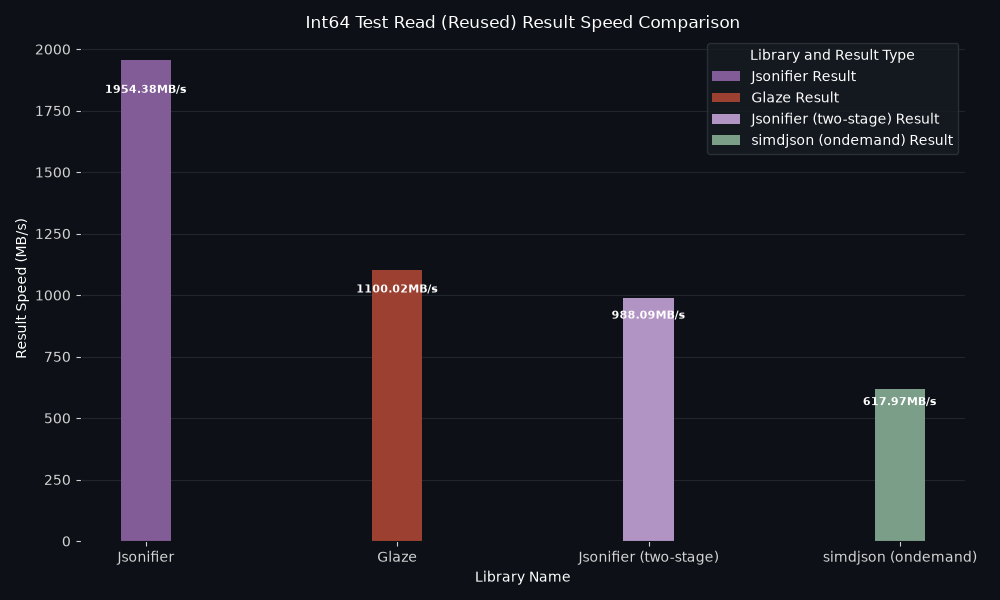 Int64 Test Read (Reused) Result Speed Comparison
Library and Result Type
Jsonifier Result
Glaze Result
Jsonifier (two-stage) Result
simdjson (ondemand) Result
Result Speed (MB/s)
2000
1750
1500
1250
1000
750
500
250
0
1954.38MB/s
1100.02MB/s
988.09MB/s
617.97MB/s
Jsonifier
Glaze
Jsonifier (two-stage)
simdjson (ondemand)
Library Name